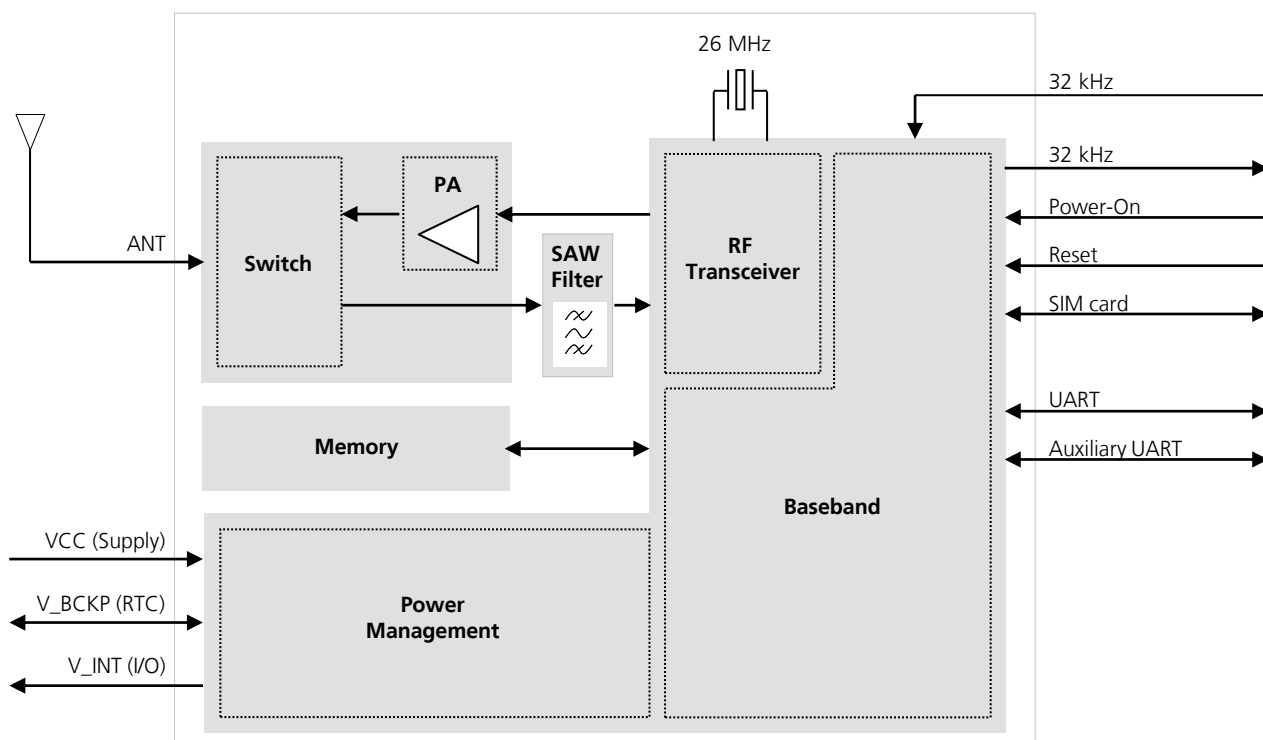 26 MHz
32 kHz
32 kHz
PA
Power-On
ANT
Switch
SAW
Filter
RF
Transceiver
Reset
SIM card
UART
Memory
Auxiliary UART
Baseband
VCC (Supply)
V_BCKP (RTC)
Power
Management
V_INT (I/O)